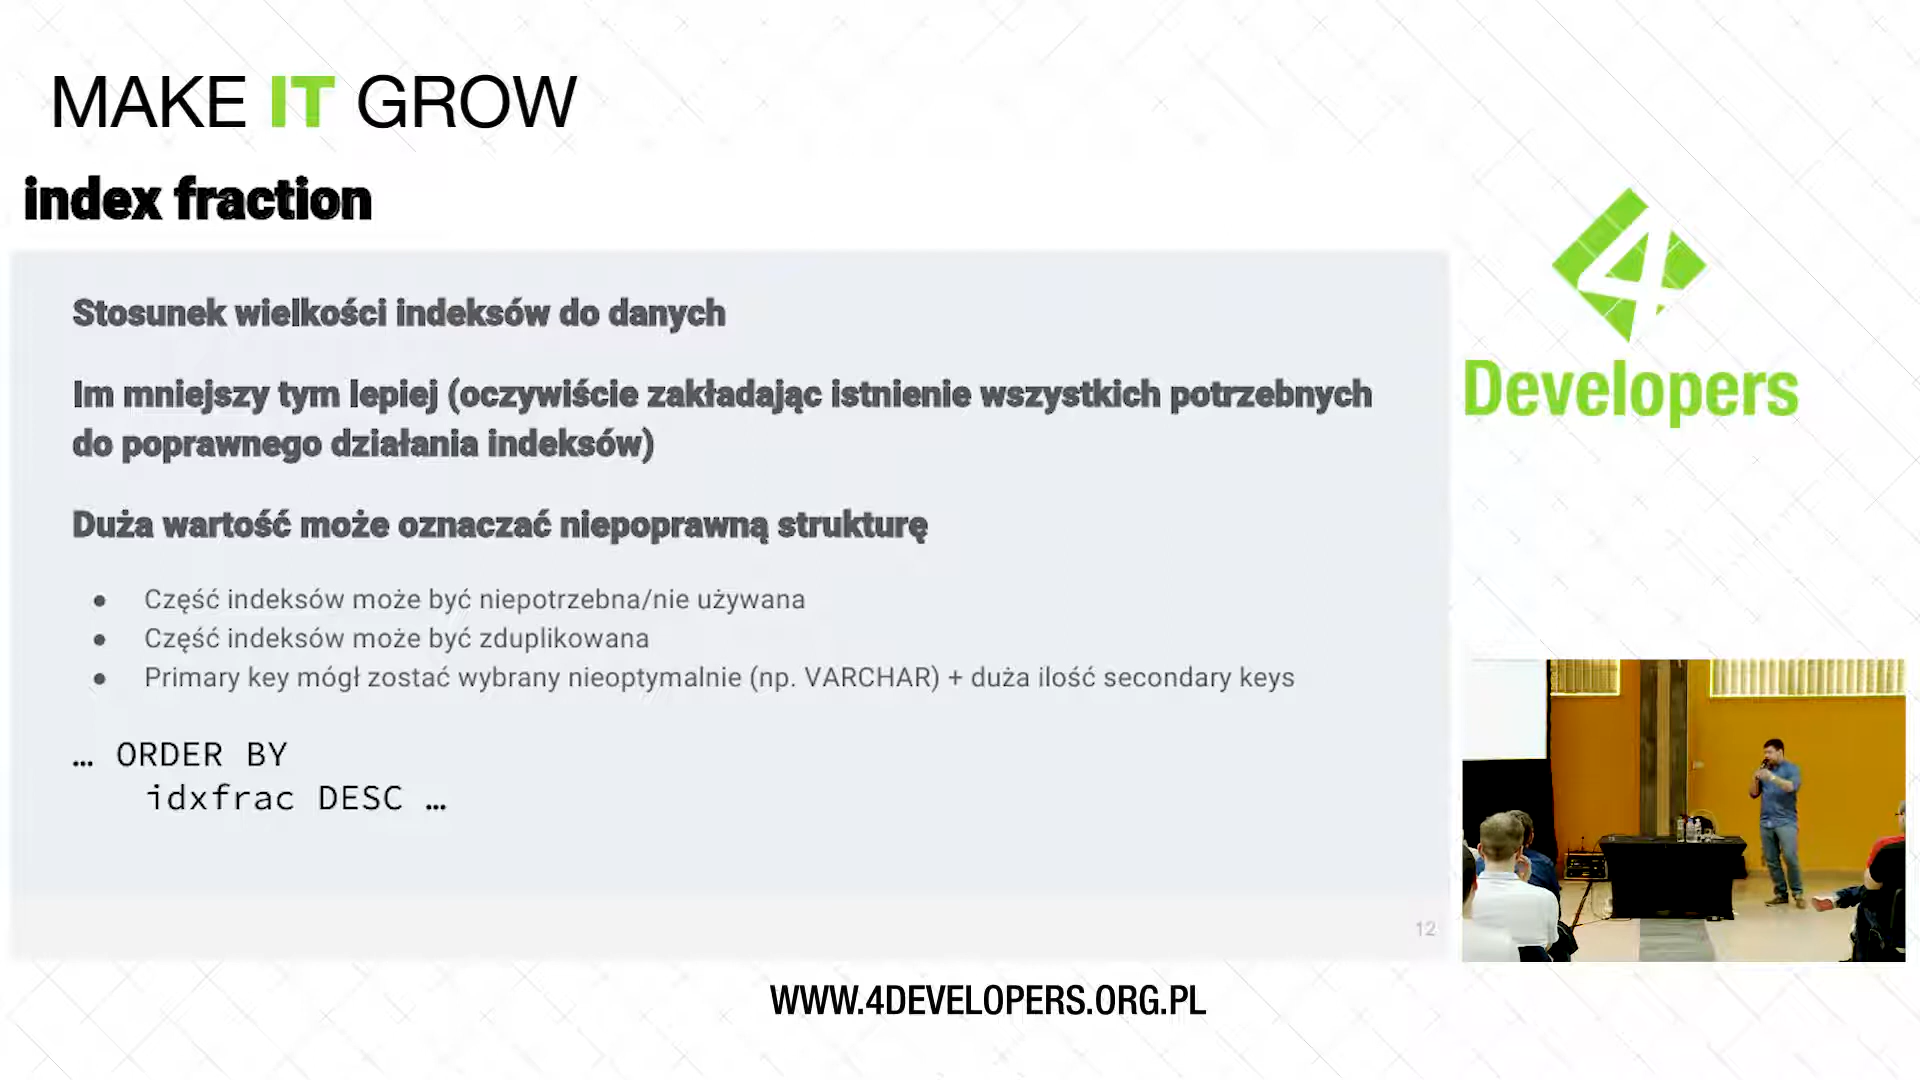 MAKE IT GROW
index fraction
Stosunek wielkości indeksów do danych
Im mniejszy tym lepiej (oczywiście zakładając istnienie wszystkich potrzebnych
do poprawnego działania indeksów)
Duża wartość może oznaczać niepoprawną strukturę
● Część indeksów może być niepotrzebna/nie używana
● Część indeksów może być zduplikowana
● Primary key mógł zostać wybrany nieoptymalnie (np. VARCHAR) + duża ilość secondary keys
… ORDER BY
idxfrac DESC …
12
4
Developers
WWW.4DEVELOPERS.ORG.PL